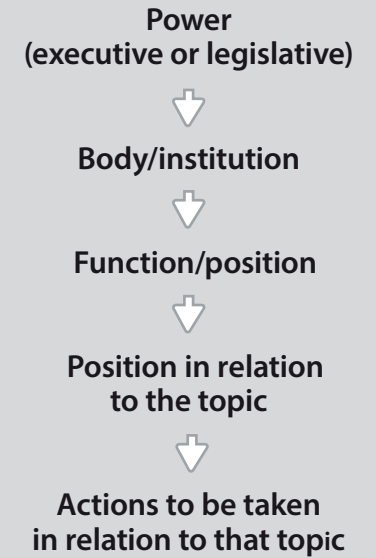 Power
(executive or legislative)
Body/institution
Function/position
Position in relation
to the topic
Actions to be taken
in relation to that topic